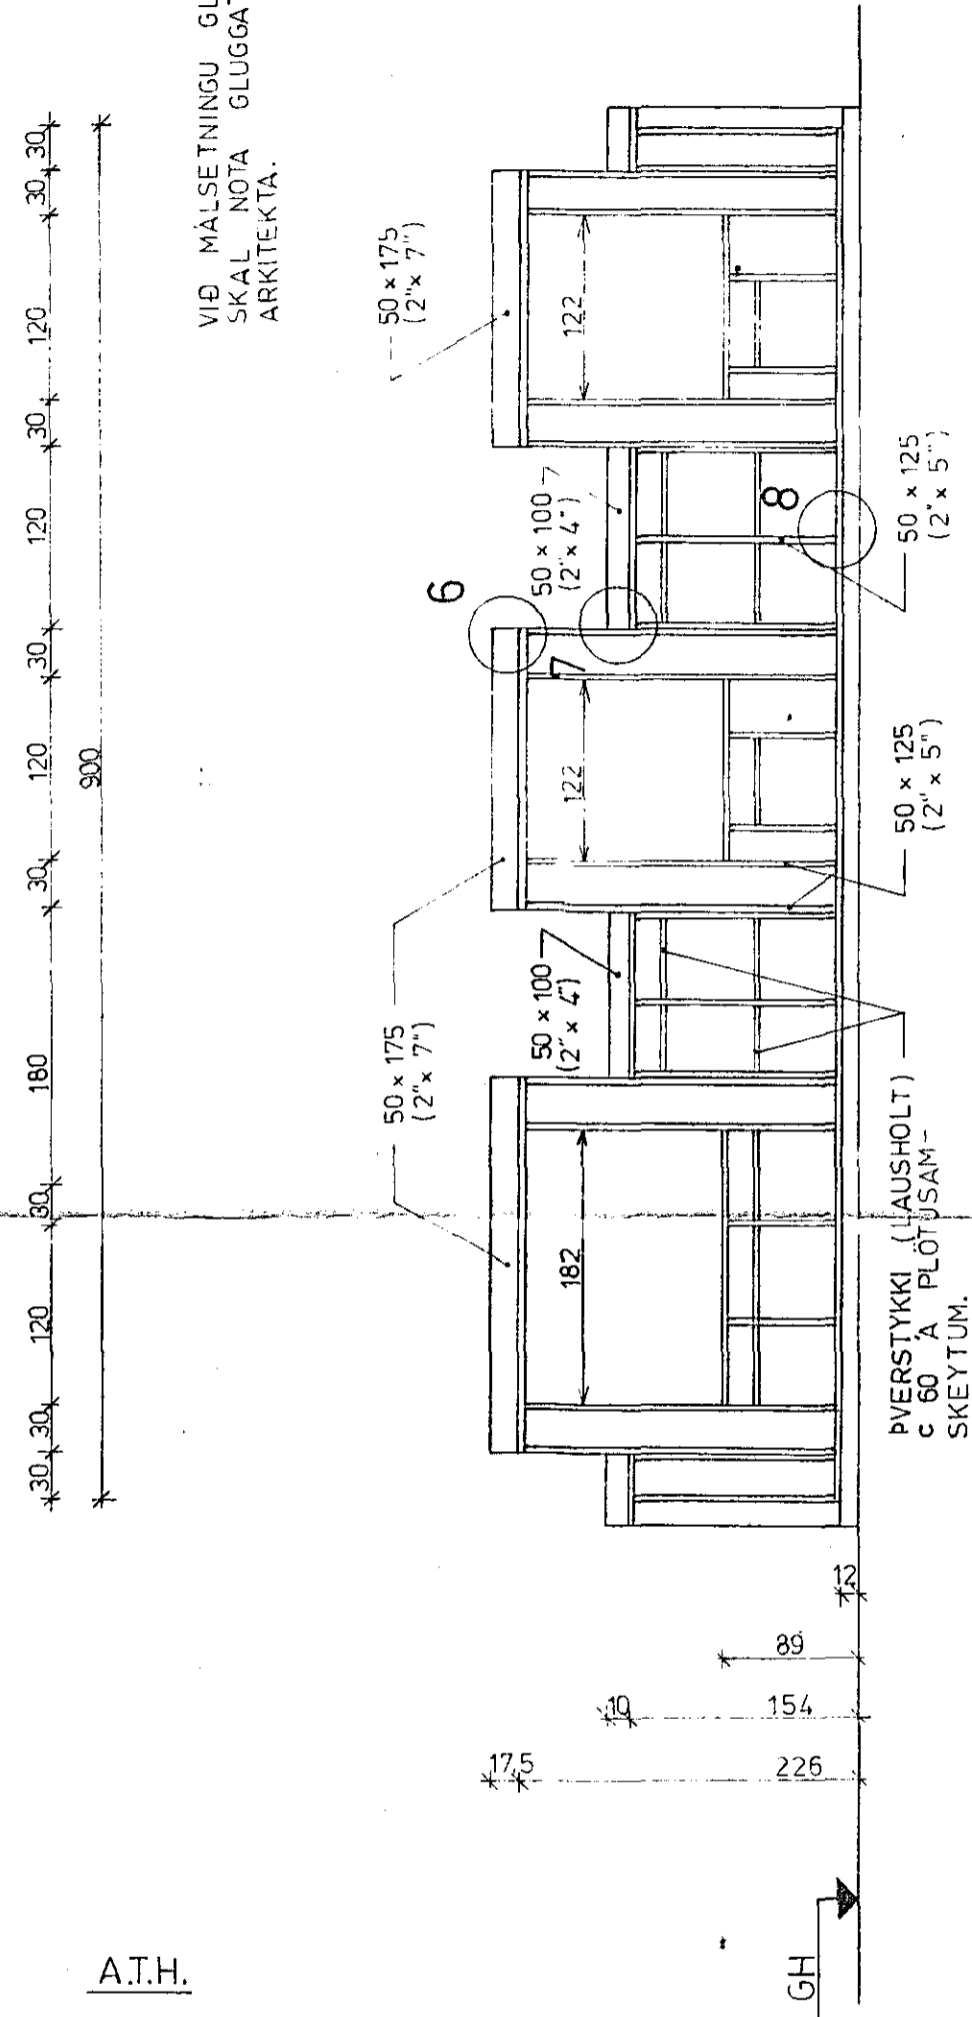 30 30 120 30 120 30 120 30 180 30 120 30 30
900
VIÐ MÁLSETNINGU
SKAL NOTA
ARKITEKTA.
50 x 175
(2" x 7")
50 x 175
(2" x 7")
50 x 100
(2" x 4")
50 x 100
(2" x 4")
6
7
8
122
122
182
50 x 125
(2" x 5")
50 x 125
(2" x 5")
ÞVERSTYKKI (LAUSHOLT)
c 60 Á PLÖTUSAM-
SKEYTUM.
12
89
10 154
17,5 226
A.T.H.
GH